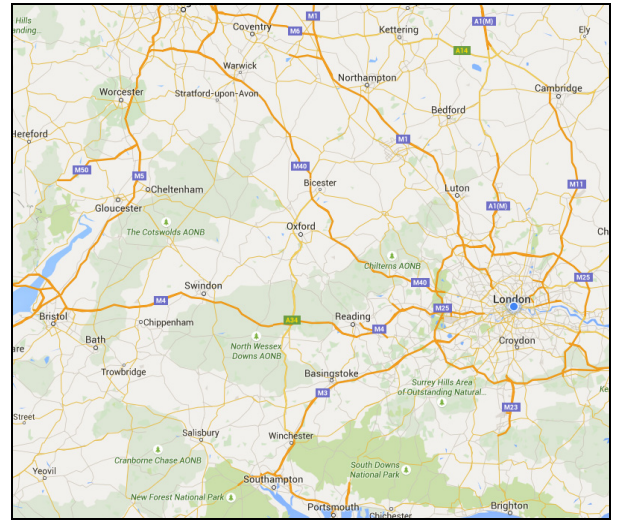 Hills
ending...
M1
A1(M)
Coventry
M6
Kettering
Ely
A14
Warwick
Northampton
Worcester
Stratford-upon-Avon
Cambridge
Bedford
Hereford
M1
M50
M5
M40
Cheltenham
Bicester
Luton
M11
Gloucester
A1(M)
The Cotswolds AONB
Oxford
Ch
Chilterns AONB
M25
M40
Swindon
M4
London
M25
Bristol
Chippenham
A34
Reading
M4
Bath
North Wessex
Downs AONB
Croydon
Trowbridge
Basingstoke
Surrey Hills Area
of Outstanding Natural...
Ke
M3
M23
Street
Salisbury
Winchester
Cranborne Chase AONB
South Downs
National Park
Yeovil
Southampton
New Forest National Park
Portsmouth
Chichester
Brighton